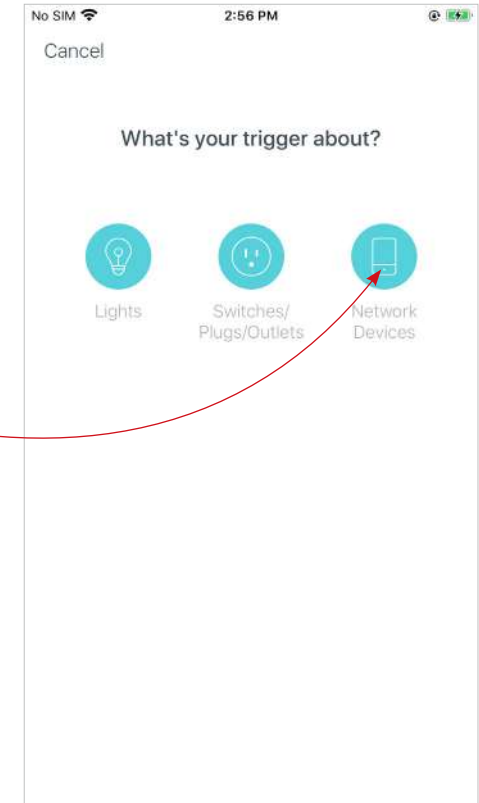 No SIM 2:56 PM
Cancel
What's your trigger about?
Lights
Switches/
Plugs/Outlets
Network
Devices